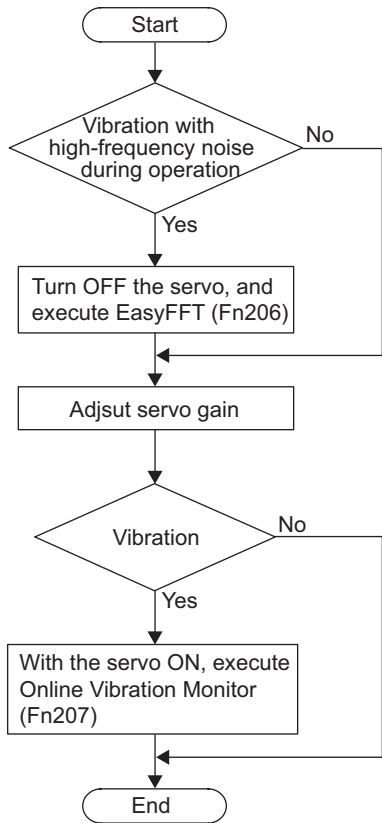 Start
Vibration with
high-frequency noise
during operation
No
Yes
Turn OFF the servo, and
execute EasyFFT (Fn206)
Adjsut servo gain
Vibration
No
Yes
With the servo ON, execute
Online Vibration Monitor
(Fn207)
End